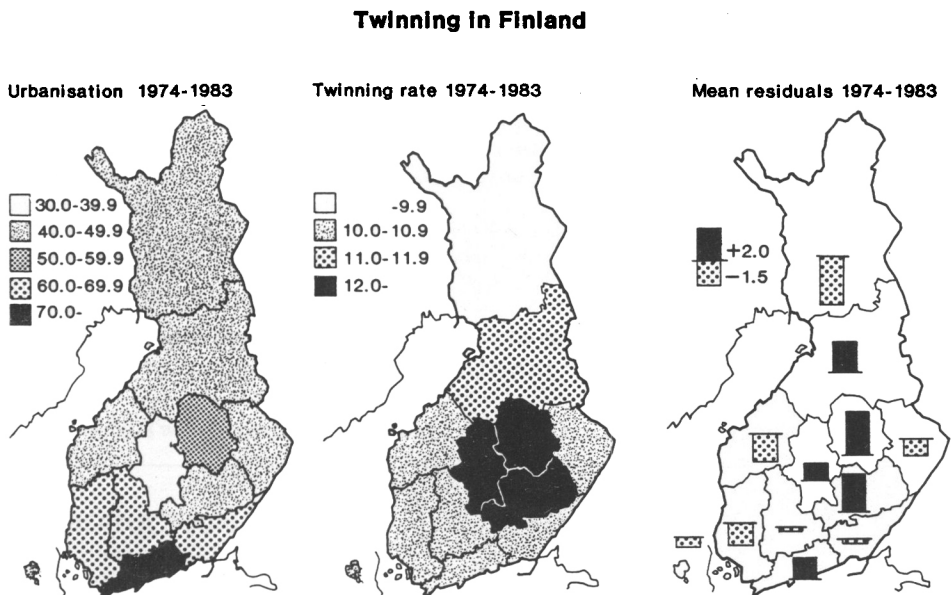 Twinning in Finland
Urbanisation 1974-1983
30.0-39.9
40.0-49.9
50.0-59.9
60.0-69.9
70.0-
Twinning rate 1974-1983
-9.9
10.0-10.9
11.0-11.9
12.0-
Mean residuals 1974-1983
+2.0
-1.5